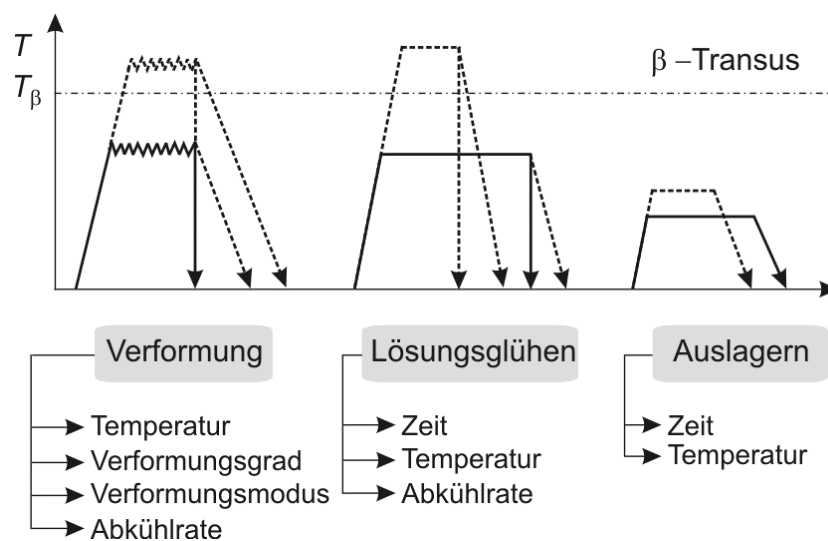 T
β –Transus
Tβ
Verformung
Temperatur
Verformungsgrad
Verformungsmodus
Abkühlrate
Lösungsglühen
Zeit
Temperatur
Abkühlrate
Auslagern
Zeit
Temperatur